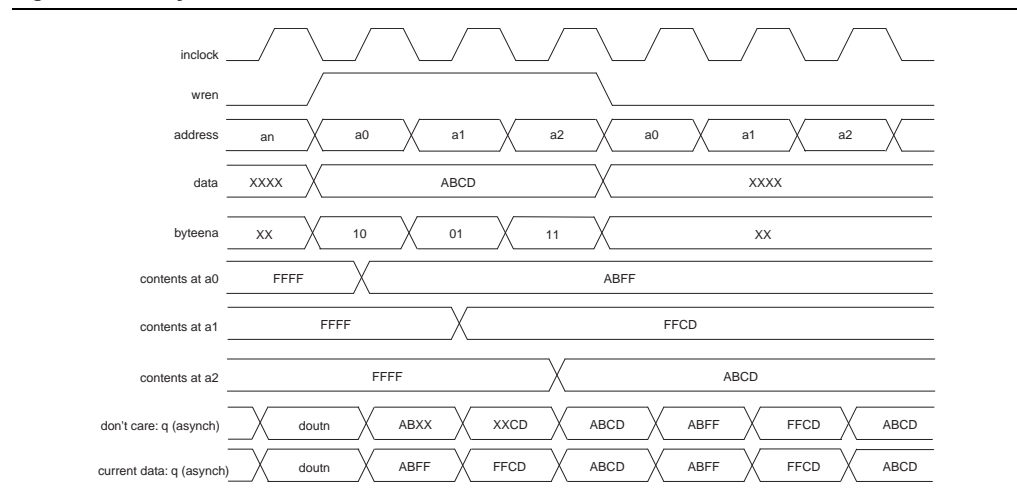 inclock
wren
address an a0 a1 a2 a0 a1 a2
data XXXX ABCD XXXX
byteena XX 10 01 11 XX
contents at a0 FFFF ABFF
contents at a1 FFFF FFCD
contents at a2 FFFF ABCD
don't care: q (asynch) doutn ABXX XXCD ABCD ABFF FFCD ABCD
current data: q (asynch) doutn ABFF FFCD ABCD ABFF FFCD ABCD